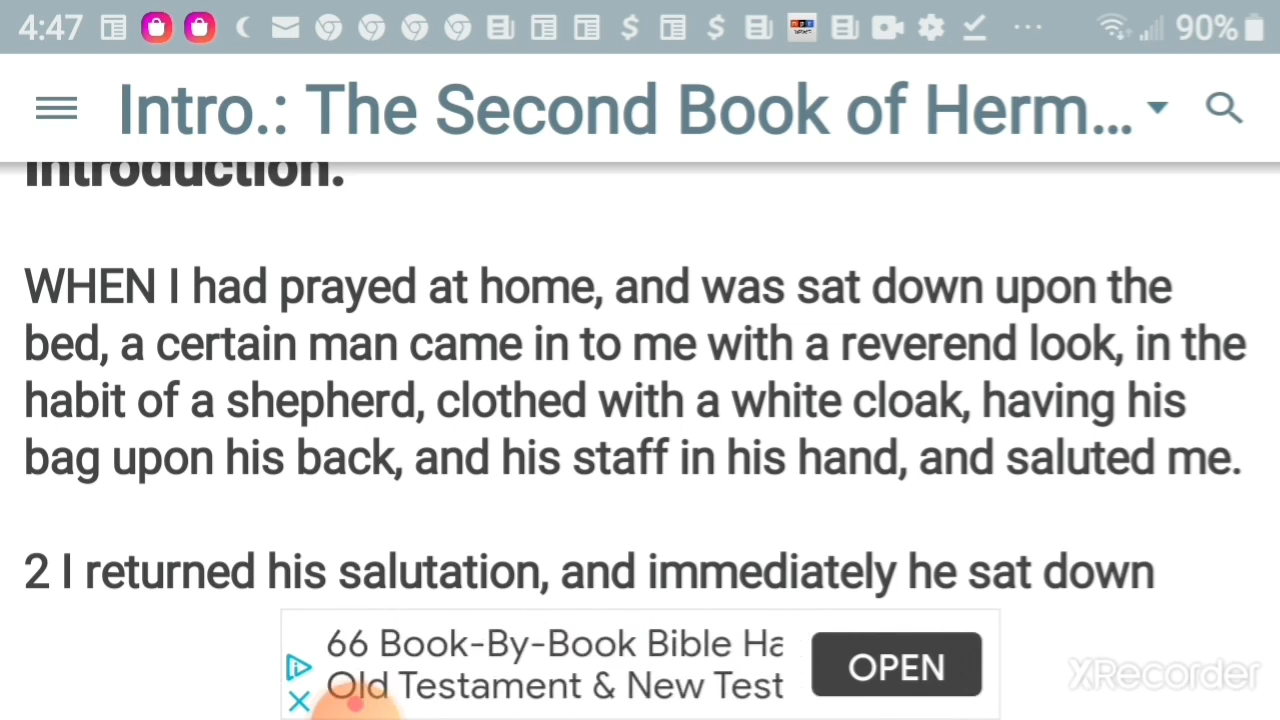 4:47 90%
Intro.: The Second Book of Herm...
Introduction.
WHEN I had prayed at home, and was sat down upon the
bed, a certain man came in to me with a reverend look, in the
habit of a shepherd, clothed with a white cloak, having his
bag upon his back, and his staff in his hand, and saluted me.
2 I returned his salutation, and immediately he sat down
66 Book-By-Book Bible Ha
Old Testament & New Test
OPEN
XRecorder